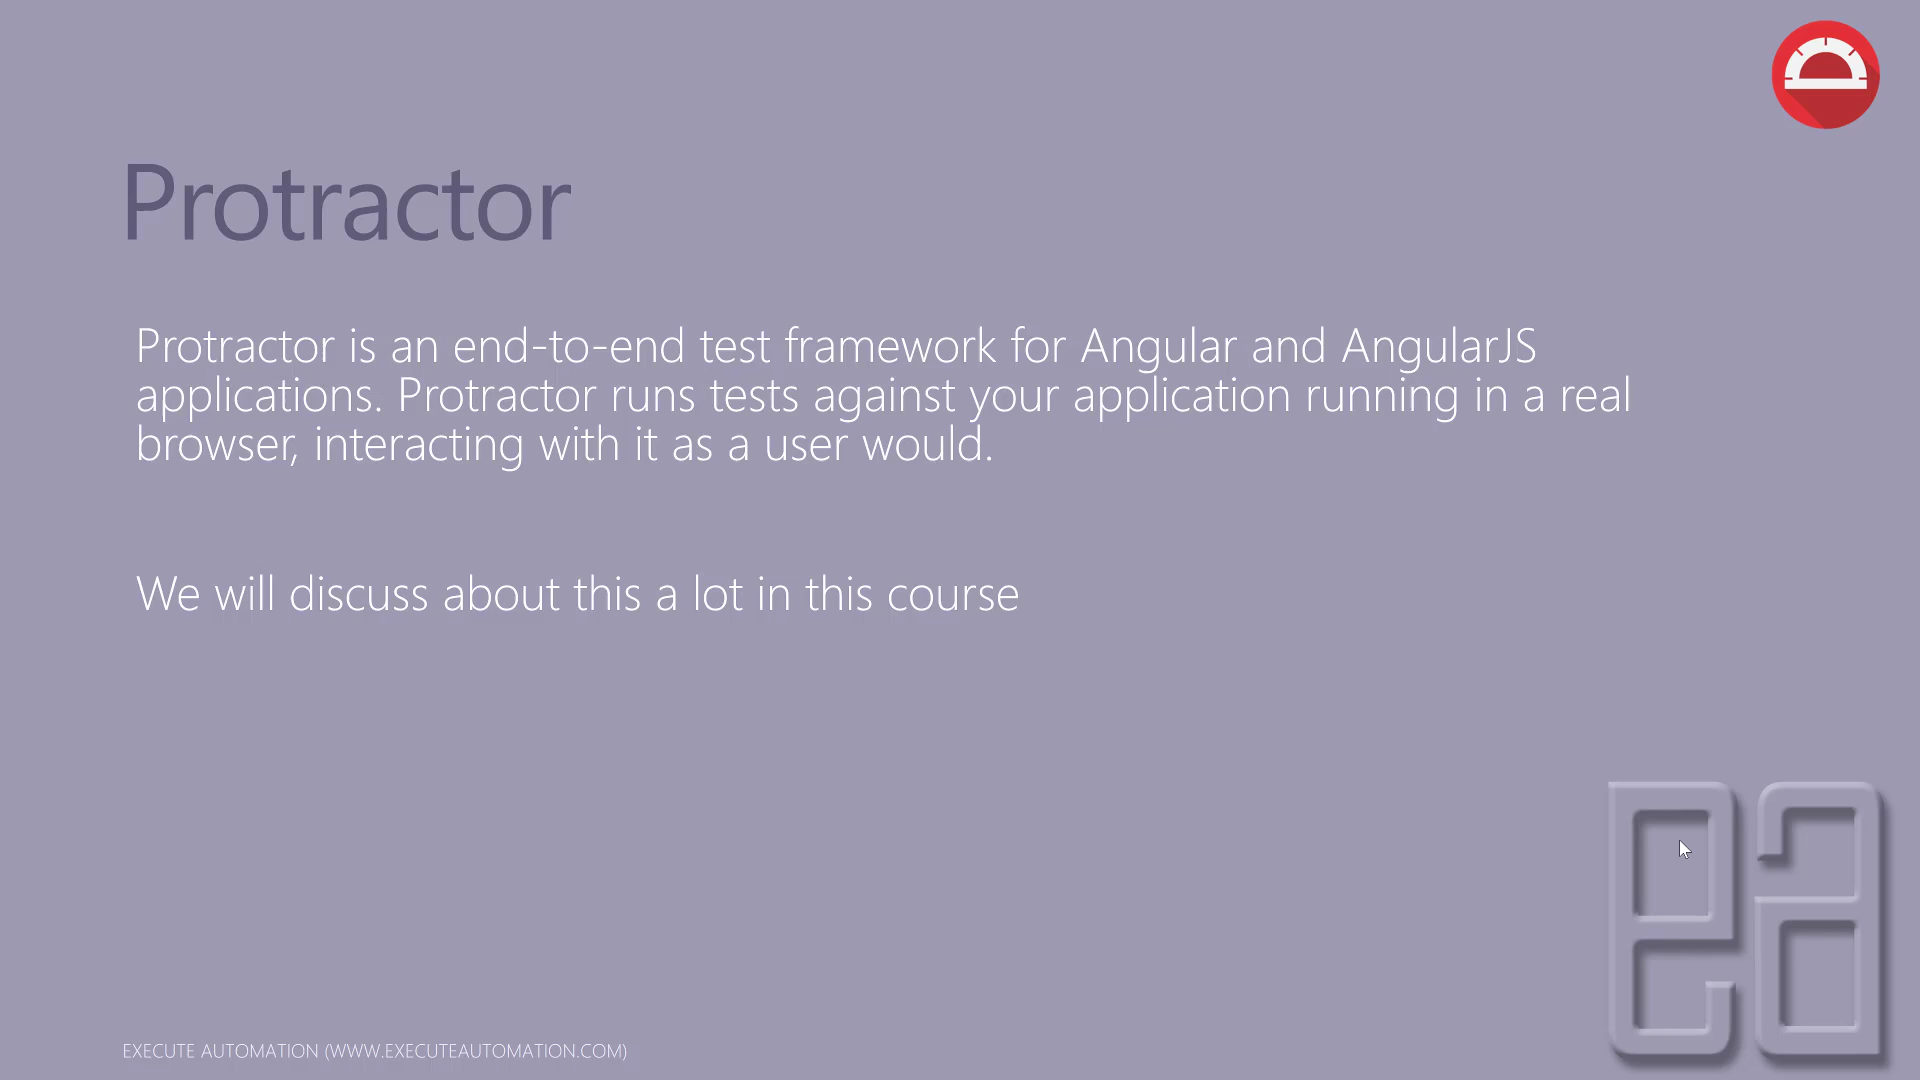 Protractor
Protractor is an end-to-end test framework for Angular and AngularJS
applications. Protractor runs tests against your application running in a real
browser, interacting with it as a user would.
We will discuss about this a lot in this course
ea
EXECUTE AUTOMATION (WWW.EXECUTEAUTOMATION.COM)